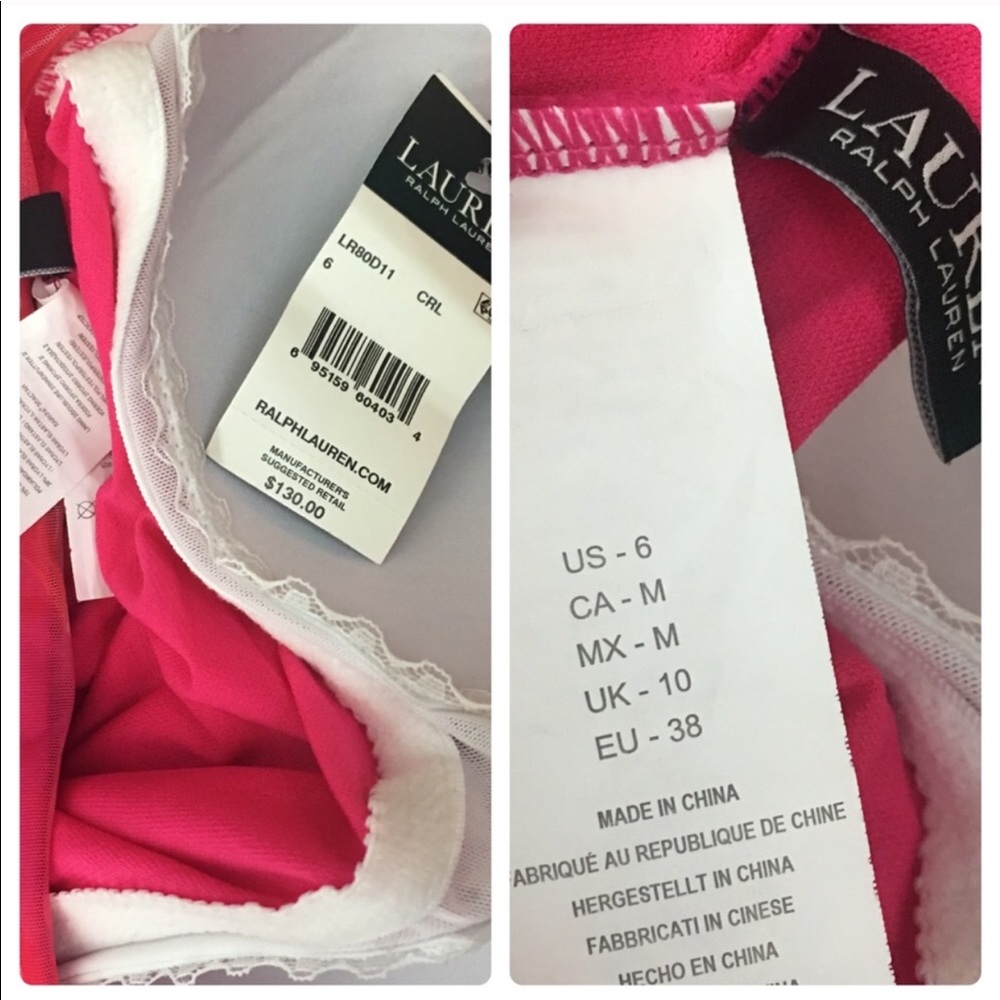 LAURE
RALPH LAUREN
LR80D11
6
CRL
6 95159 60403 4
RALPHLAUREN.COM
MANUFACTURER'S
SUGGESTED RETAIL
$130.00
LAUREN
RALPH LAUREN
US - 6
CA - M
MX - M
UK - 10
EU - 38
MADE IN CHINA
ABRIQUÉ AU REPUBLIQUE DE CHINE
HERGESTELLT IN CHINA
FABBRICATI IN CINESE
HECHO EN CHINA